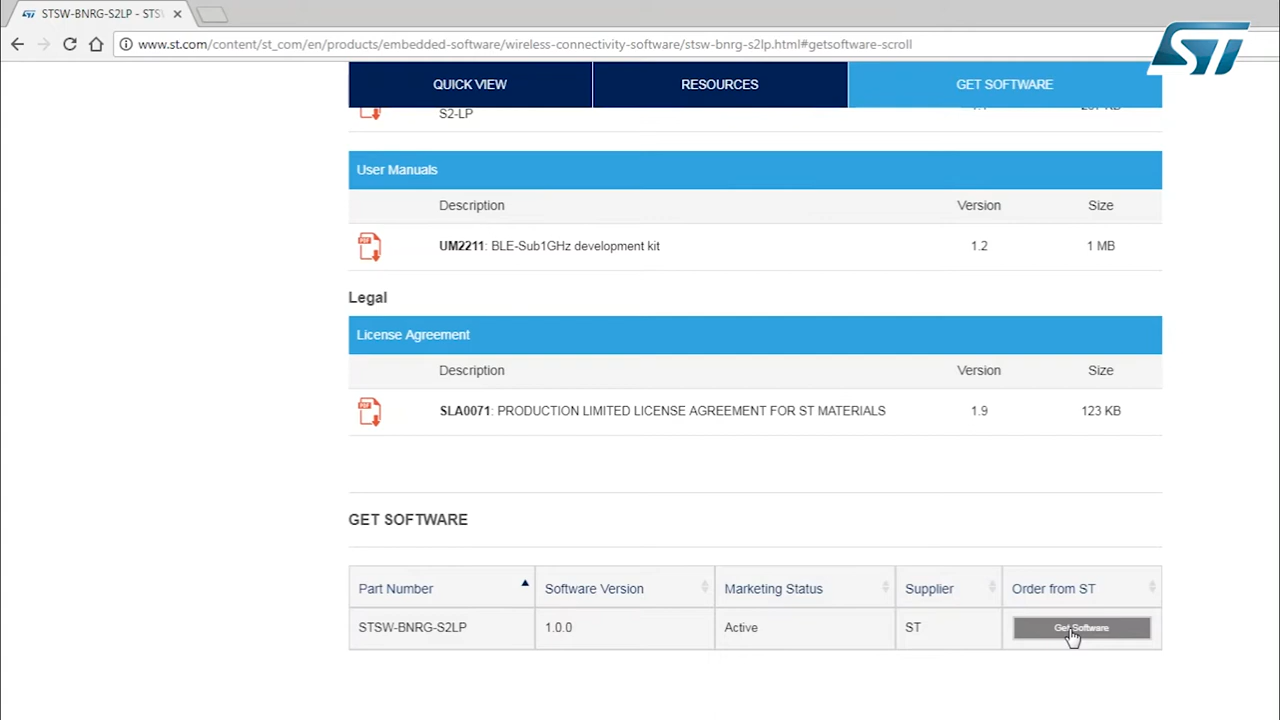 STSW-BNRG-S2LP - STS
www.st.com/content/st_com/en/products/embedded-software/wireless-connectivity-software/stsw-bnrg-s2lp.html#getsoftware-scroll
ST
QUICK VIEW RESOURCES GET SOFTWARE
S2-LP
User Manuals
Description Version Size
PDF UM2211: BLE-Sub1GHz development kit 1.2 1 MB
Legal
License Agreement
Description Version Size
PDF SLA0071: PRODUCTION LIMITED LICENSE AGREEMENT FOR ST MATERIALS 1.9 123 KB
GET SOFTWARE
Part Number Software Version Marketing Status Supplier Order from ST
STSW-BNRG-S2LP 1.0.0 Active ST Get Software